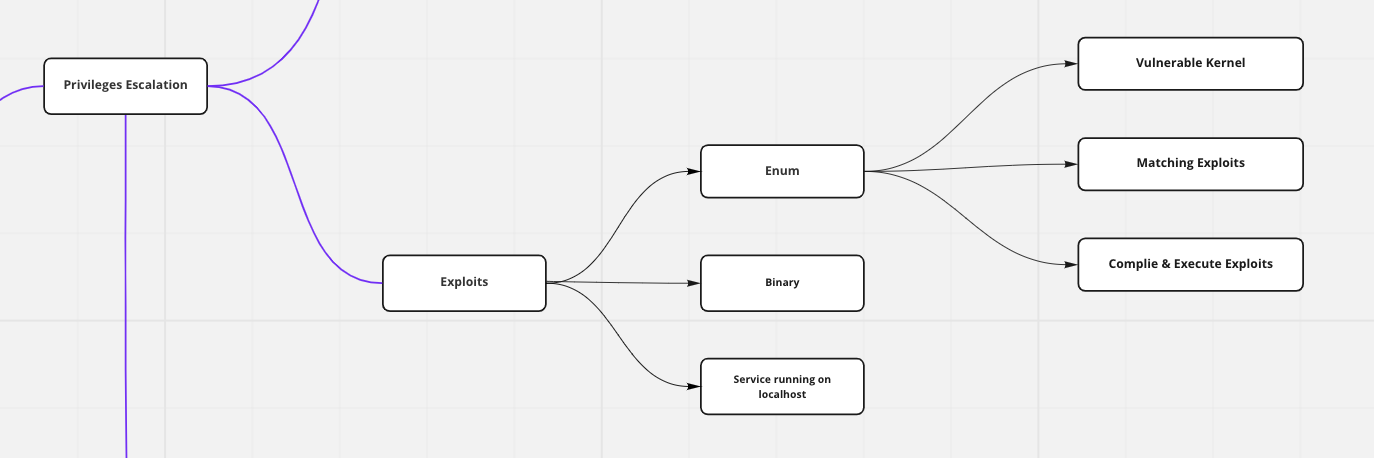 Privileges Escalation
Exploits
Enum
Binary
Service running on
localhost
Vulnerable Kernel
Matching Exploits
Complie & Execute Exploits